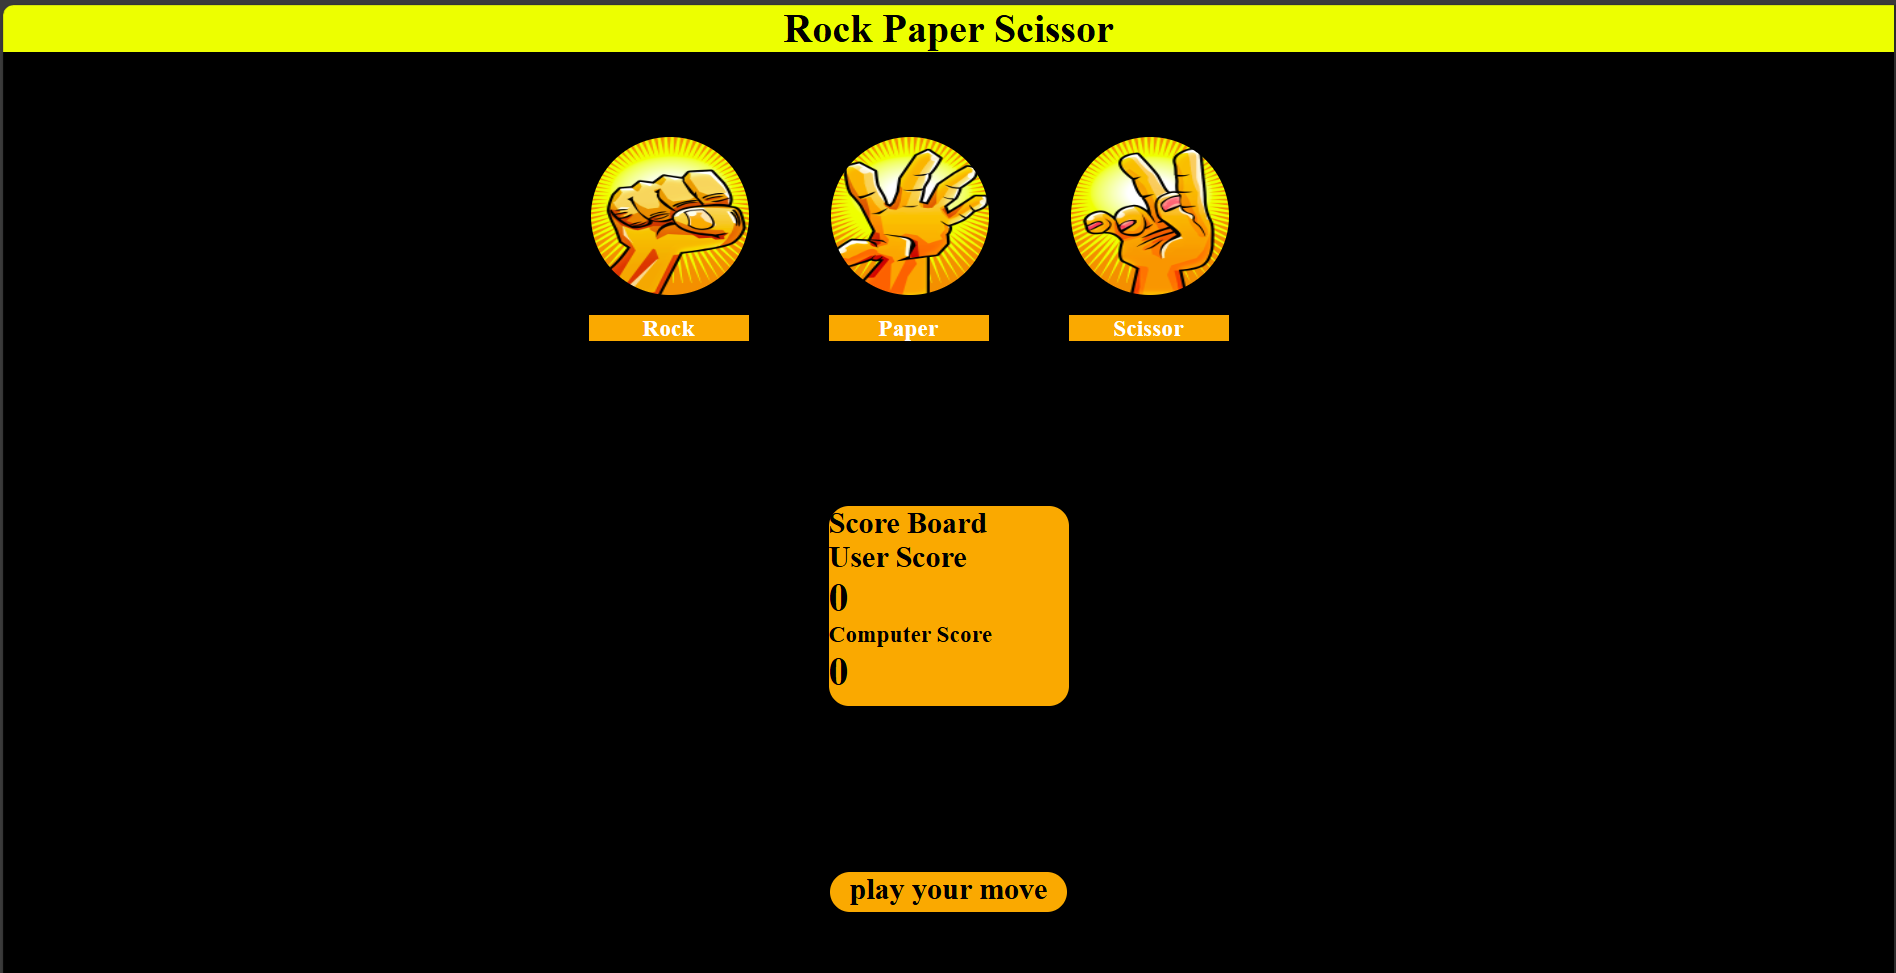 Rock Paper Scissor
Rock
Paper
Scissor
Score Board
User Score
0
Computer Score
0
play your move